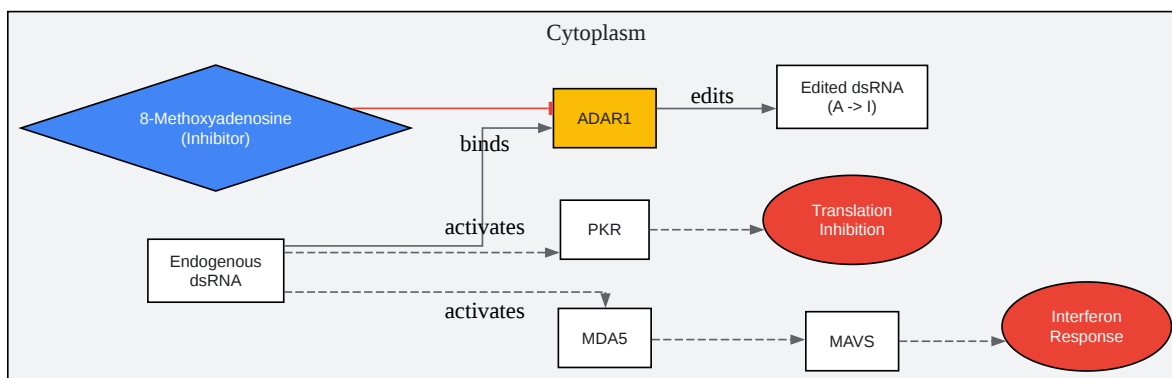 Cytoplasm
8-Methoxyadenosine
(Inhibitor)
ADAR1
edits
Edited dsRNA
(A -> I)
binds
Endogenous
dsRNA
activates
PKR
Translation
Inhibition
activates
MDA5
MAVS
Interferon
Response